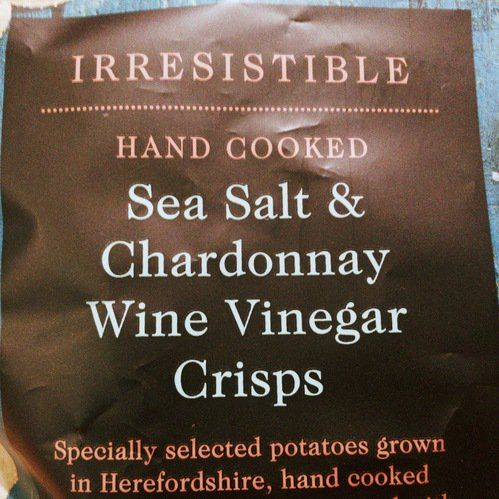 IRRESISTIBLE
HAND COOKED
Sea Salt &
Chardonnay
Wine Vinegar
Crisps
Specially selected potatoes grown
in Herefordshire, hand cooked